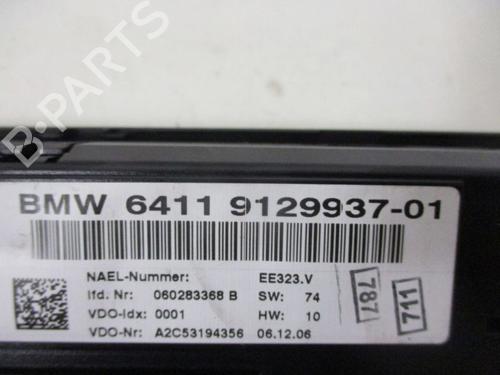 BMW 6411 9129937-01
NAEL-Nummer: EE323.V
lfd. Nr: 060283368 B SW: 74
VDO-Idx: 0001 HW: 10
VDO-Nr: A2C53194356 06.12.06
787
711
B-PARTS